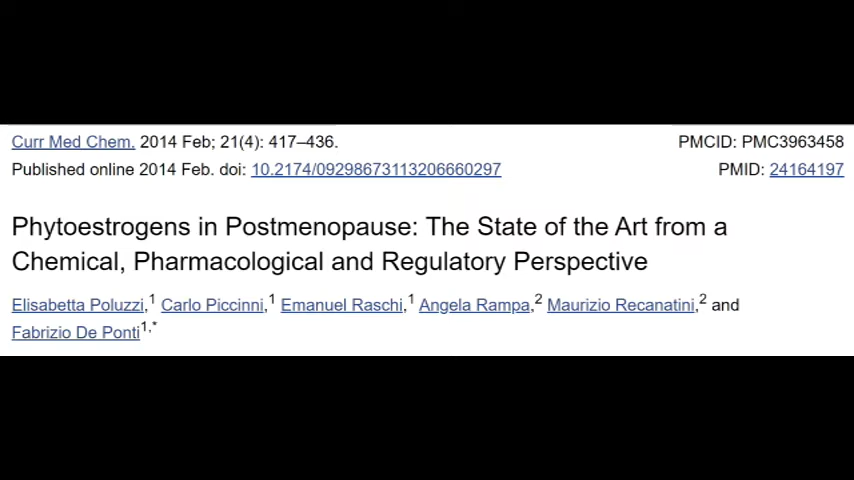 Curr Med Chem. 2014 Feb; 21(4): 417–436. PMCID: PMC3963458
Published online 2014 Feb. doi: 10.2174/09298673113206660297 PMID: 24164197
Phytoestrogens in Postmenopause: The State of the Art from a
Chemical, Pharmacological and Regulatory Perspective
Elisabetta Poluzzi,1 Carlo Piccinni,1 Emanuel Raschi,1 Angela Rampa,2 Maurizio Recanatini,2 and
Fabrizio De Ponti1,*